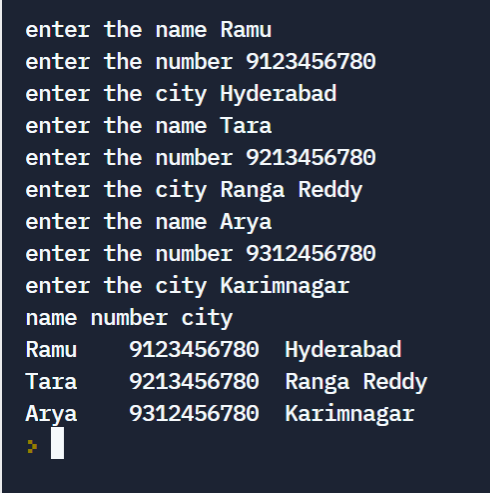 enter the name Ramu
enter the number 9123456780
enter the city Hyderabad
enter the name Tara
enter the number 9213456780
enter the city Ranga Reddy
enter the name Arya
enter the number 9312456780
enter the city Karimnagar
name number city
Ramu    9123456780  Hyderabad
Tara    9213456780  Ranga Reddy
Arya    9312456780  Karimnagar
>